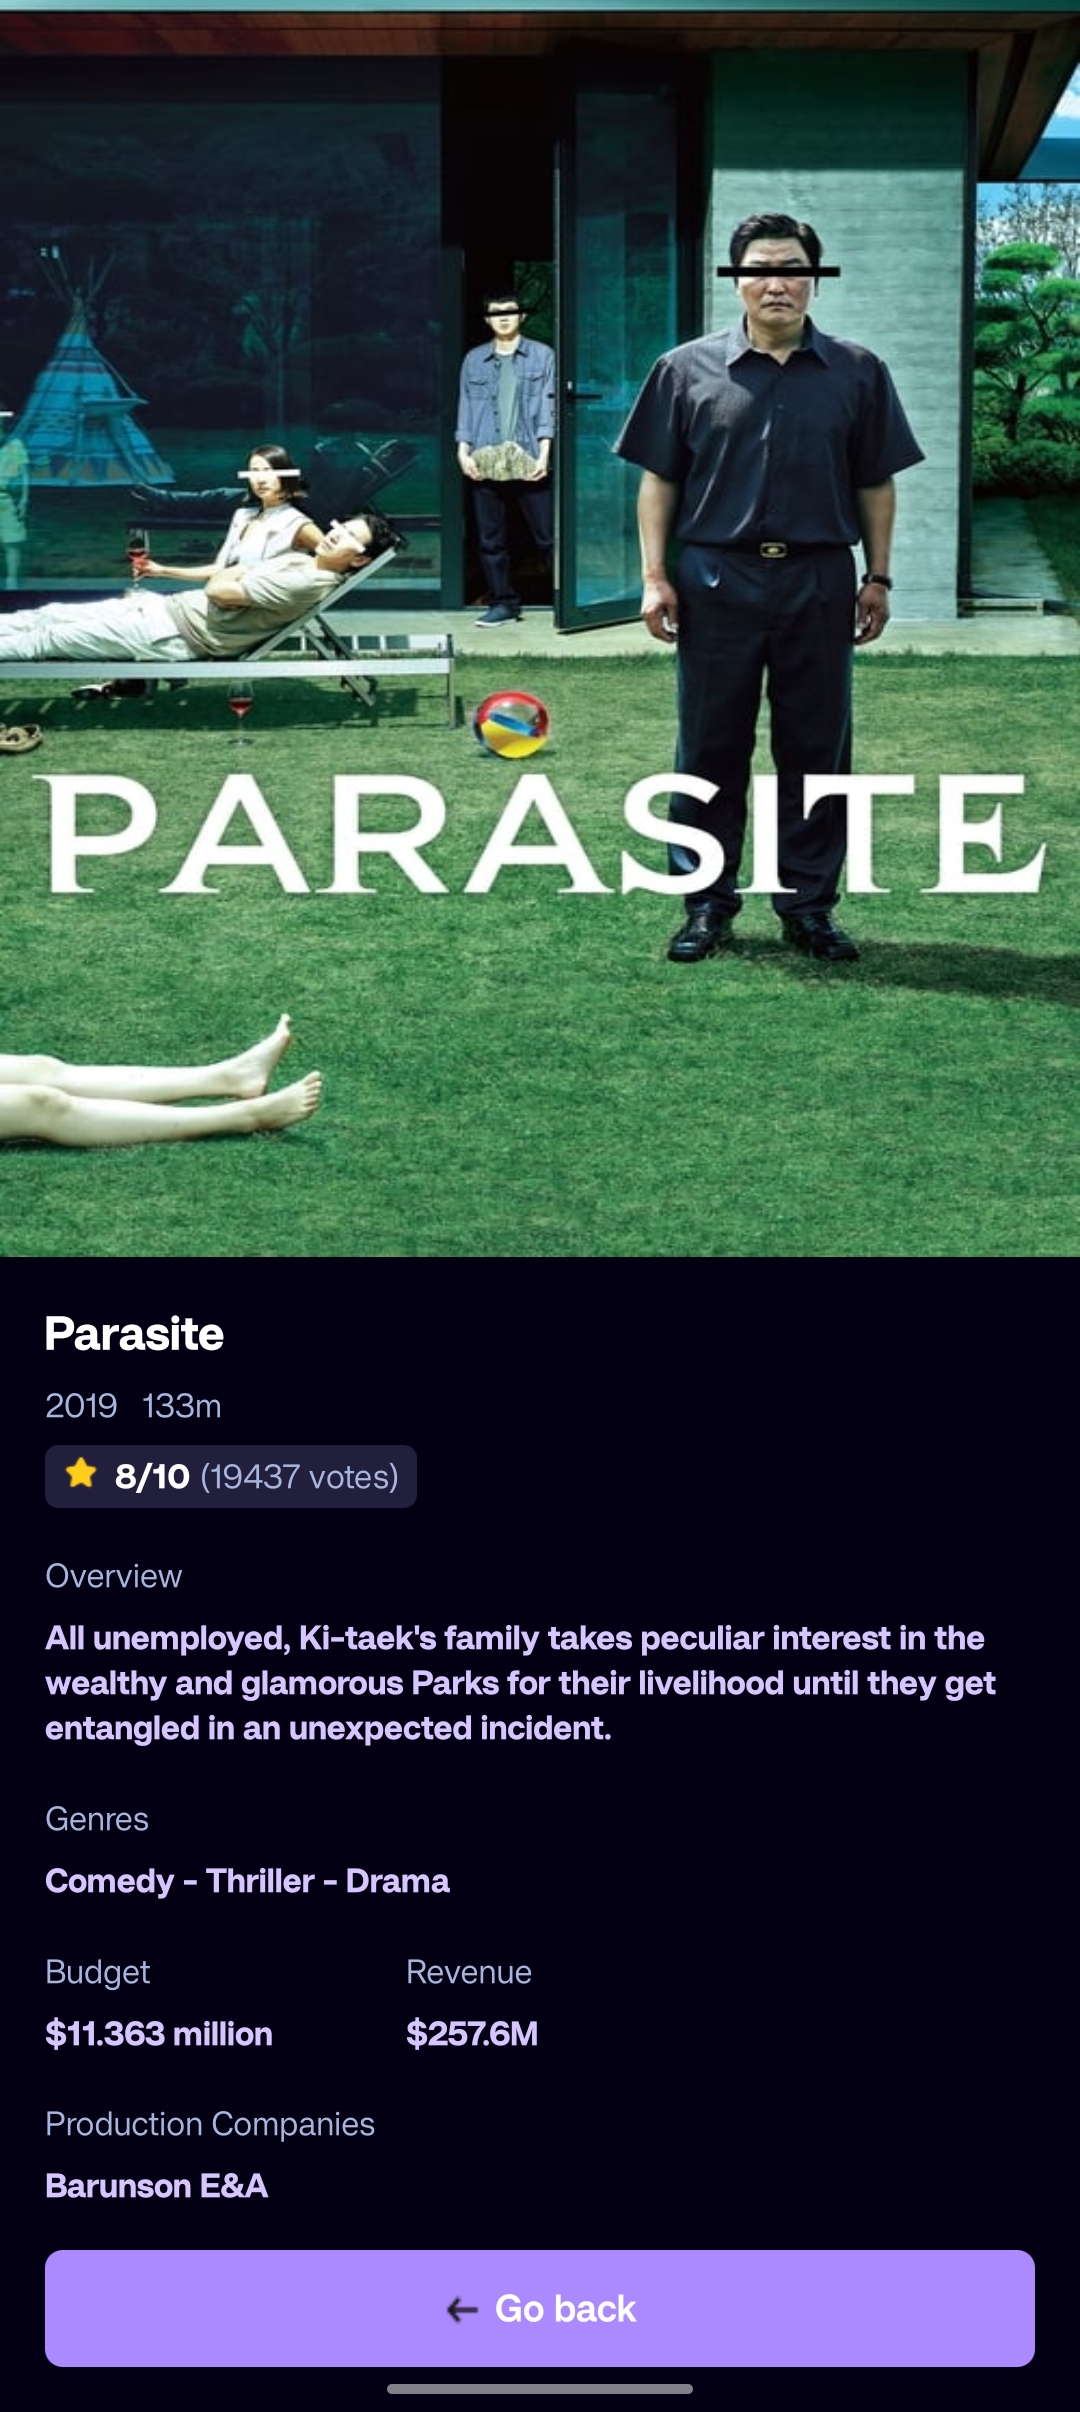 PARASITE
Parasite
2019 133m
8/10 (19437 votes)
Overview
All unemployed, Ki-taek's family takes peculiar interest in the
wealthy and glamorous Parks for their livelihood until they get
entangled in an unexpected incident.
Genres
Comedy - Thriller - Drama
Budget Revenue
$11.363 million $257.6M
Production Companies
Barunson E&A
Go back